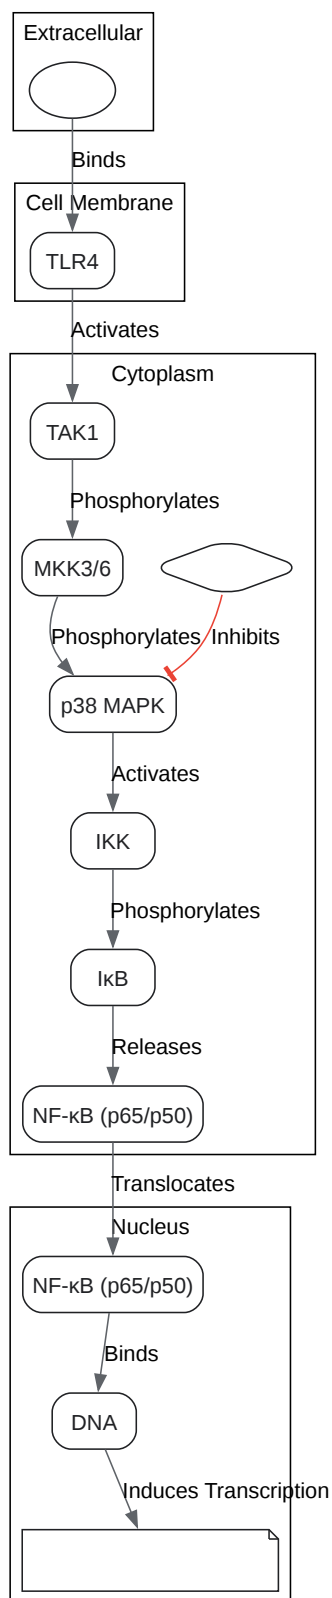 Extracellular
Binds
Cell Membrane
TLR4
Activates
Cytoplasm
TAK1
Phosphorylates
MKK3/6
Phosphorylates
Inhibits
p38 MAPK
Activates
IKK
Phosphorylates
IκB
Releases
NF-κB (p65/p50)
Translocates
Nucleus
NF-κB (p65/p50)
Binds
DNA
Induces Transcription